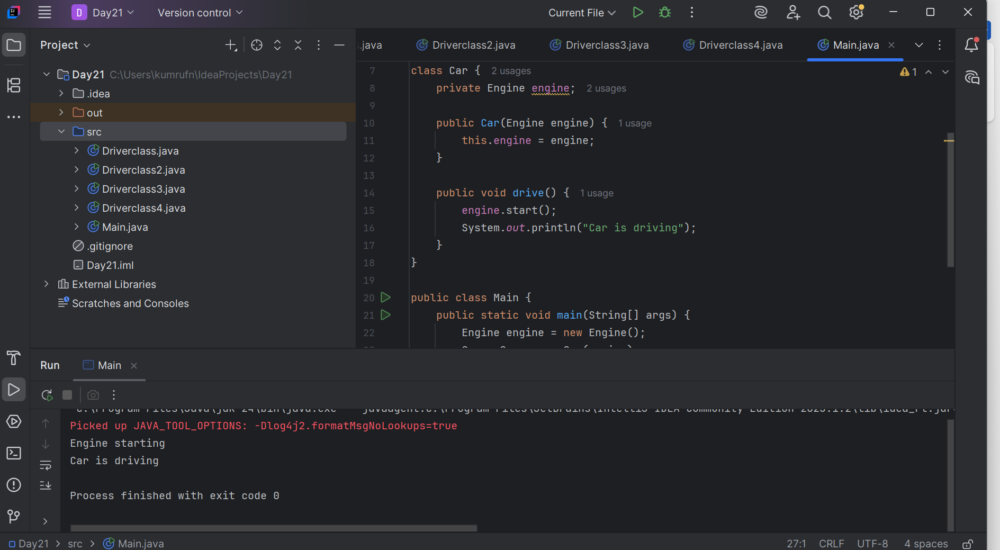 D Day21 Version control Current File
Project
.java Driverclass2.java Driverclass3.java Driverclass4.java Main.java
Day21 C:\Users\kumrufn\IdeaProjects\Day21
.idea
out
src
Driverclass.java
Driverclass2.java
Driverclass3.java
Driverclass4.java
Main.java
.gitignore
Day21.iml
External Libraries
Scratches and Consoles
1
7 class Car { 2 usages
8 private Engine engine; 2 usages
9
10 public Car(Engine engine) { 1 usage
11 this.engine = engine;
12 }
13
14 public void drive() { 1 usage
15 engine.start();
16 System.out.println("Car is driving");
17 }
18 }
19
20 public class Main {
21 public static void main(String[] args) {
22 Engine engine = new Engine();
Run Main
Picked up JAVA_TOOL_OPTIONS: -Dlog4j2.formatMsgNoLookups=true
Engine starting
Car is driving
Process finished with exit code 0
Day21 > src > Main.java 27:1 CRLF UTF-8 4 spaces